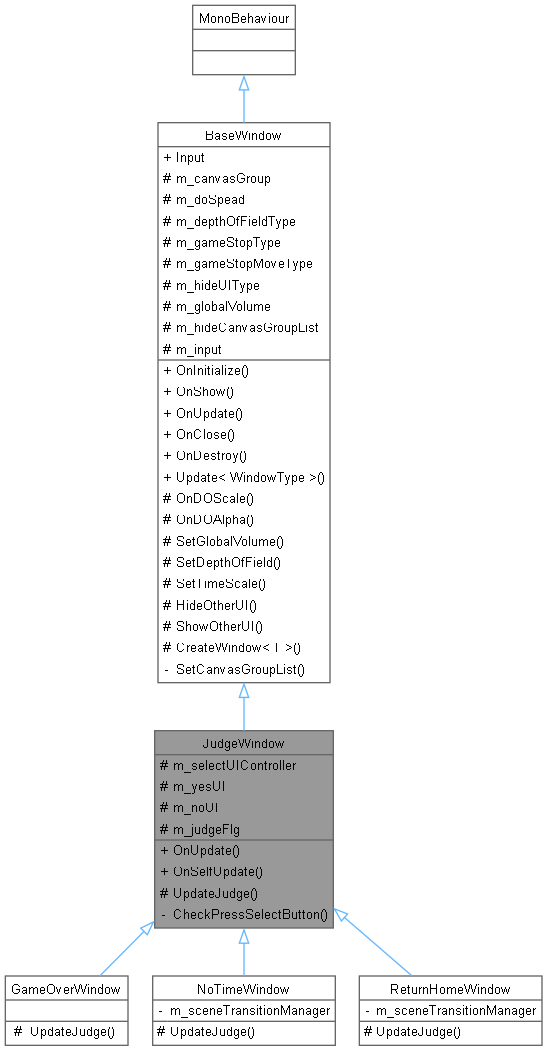 MonoBehaviour
BaseWindow
+ Input
# m_canvasGroup
# m_doSpead
# m_depthOfFieldType
# m_gameStopType
# m_gameStopMoveType
# m_hideUIType
# m_globalVolume
# m_hideCanvasGroupList
# m_input
+ OnInitialize()
+ OnShow()
+ OnUpdate()
+ OnClose()
+ OnDestroy()
+ Update< WindowType >()
# OnDOScale()
# OnDOAlpha()
# SetGlobalVolume()
# SetDepthOfField()
# SetTimeScale()
# HideOtherUI()
# ShowOtherUI()
# CreateWindow< T >()
- SetCanvasGroupList()
JudgeWindow
# m_selectUIController
# m_yesUI
# m_noUI
# m_judgeFlg
+ OnUpdate()
+ OnSelfUpdate()
# UpdateJudge()
- CheckPressSelectButton()
GameOverWindow
# UpdateJudge()
NoTimeWindow
- m_sceneTransitionManager
# UpdateJudge()
ReturnHomeWindow
- m_sceneTransitionManager
# UpdateJudge()